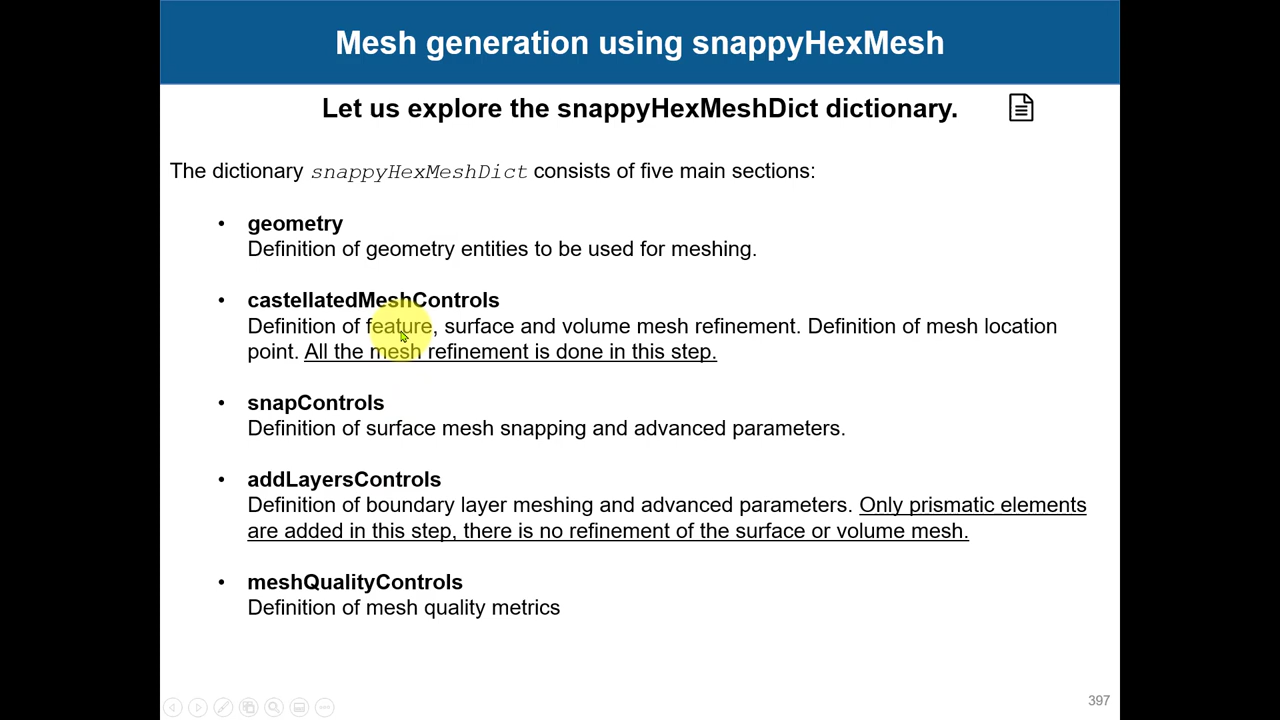 Mesh generation using snappyHexMesh
Let us explore the snappyHexMeshDict dictionary.
The dictionary snappyHexMeshDict consists of five main sections:
• geometry
Definition of geometry entities to be used for meshing.
• castellatedMeshControls
Definition of feature, surface and volume mesh refinement. Definition of mesh location
point. All the mesh refinement is done in this step.
• snapControls
Definition of surface mesh snapping and advanced parameters.
• addLayersControls
Definition of boundary layer meshing and advanced parameters. Only prismatic elements
are added in this step, there is no refinement of the surface or volume mesh.
• meshQualityControls
Definition of mesh quality metrics
397